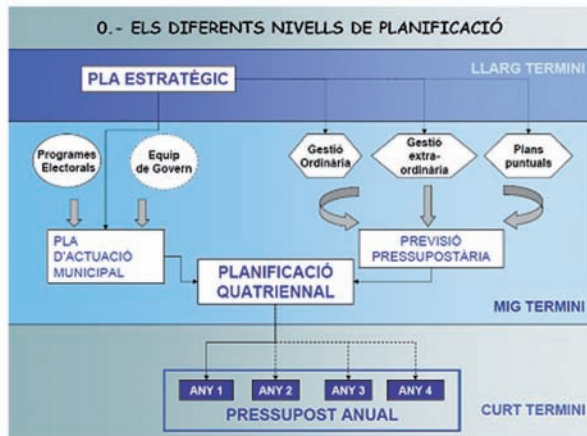 0.- ELS DIFERENTS NIVELLS DE PLANIFICACIÓ
LLARG TERMINI
PLA ESTRATÈGIC
Programes
Electorals
Equip
de Govern
Gestió
Ordinària
Gestió
extra-
ordinària
Plans
puntuals
PLA
D'ACTUACIÓ
MUNICIPAL
PREVISIÓ
PRESSUPOSTÀRIA
PLANIFICACIÓ
QUATRIENNAL
MIG TERMINI
ANY 1
ANY 2
ANY 3
ANY 4
PRESSUPOST ANUAL
CURT TERMINI